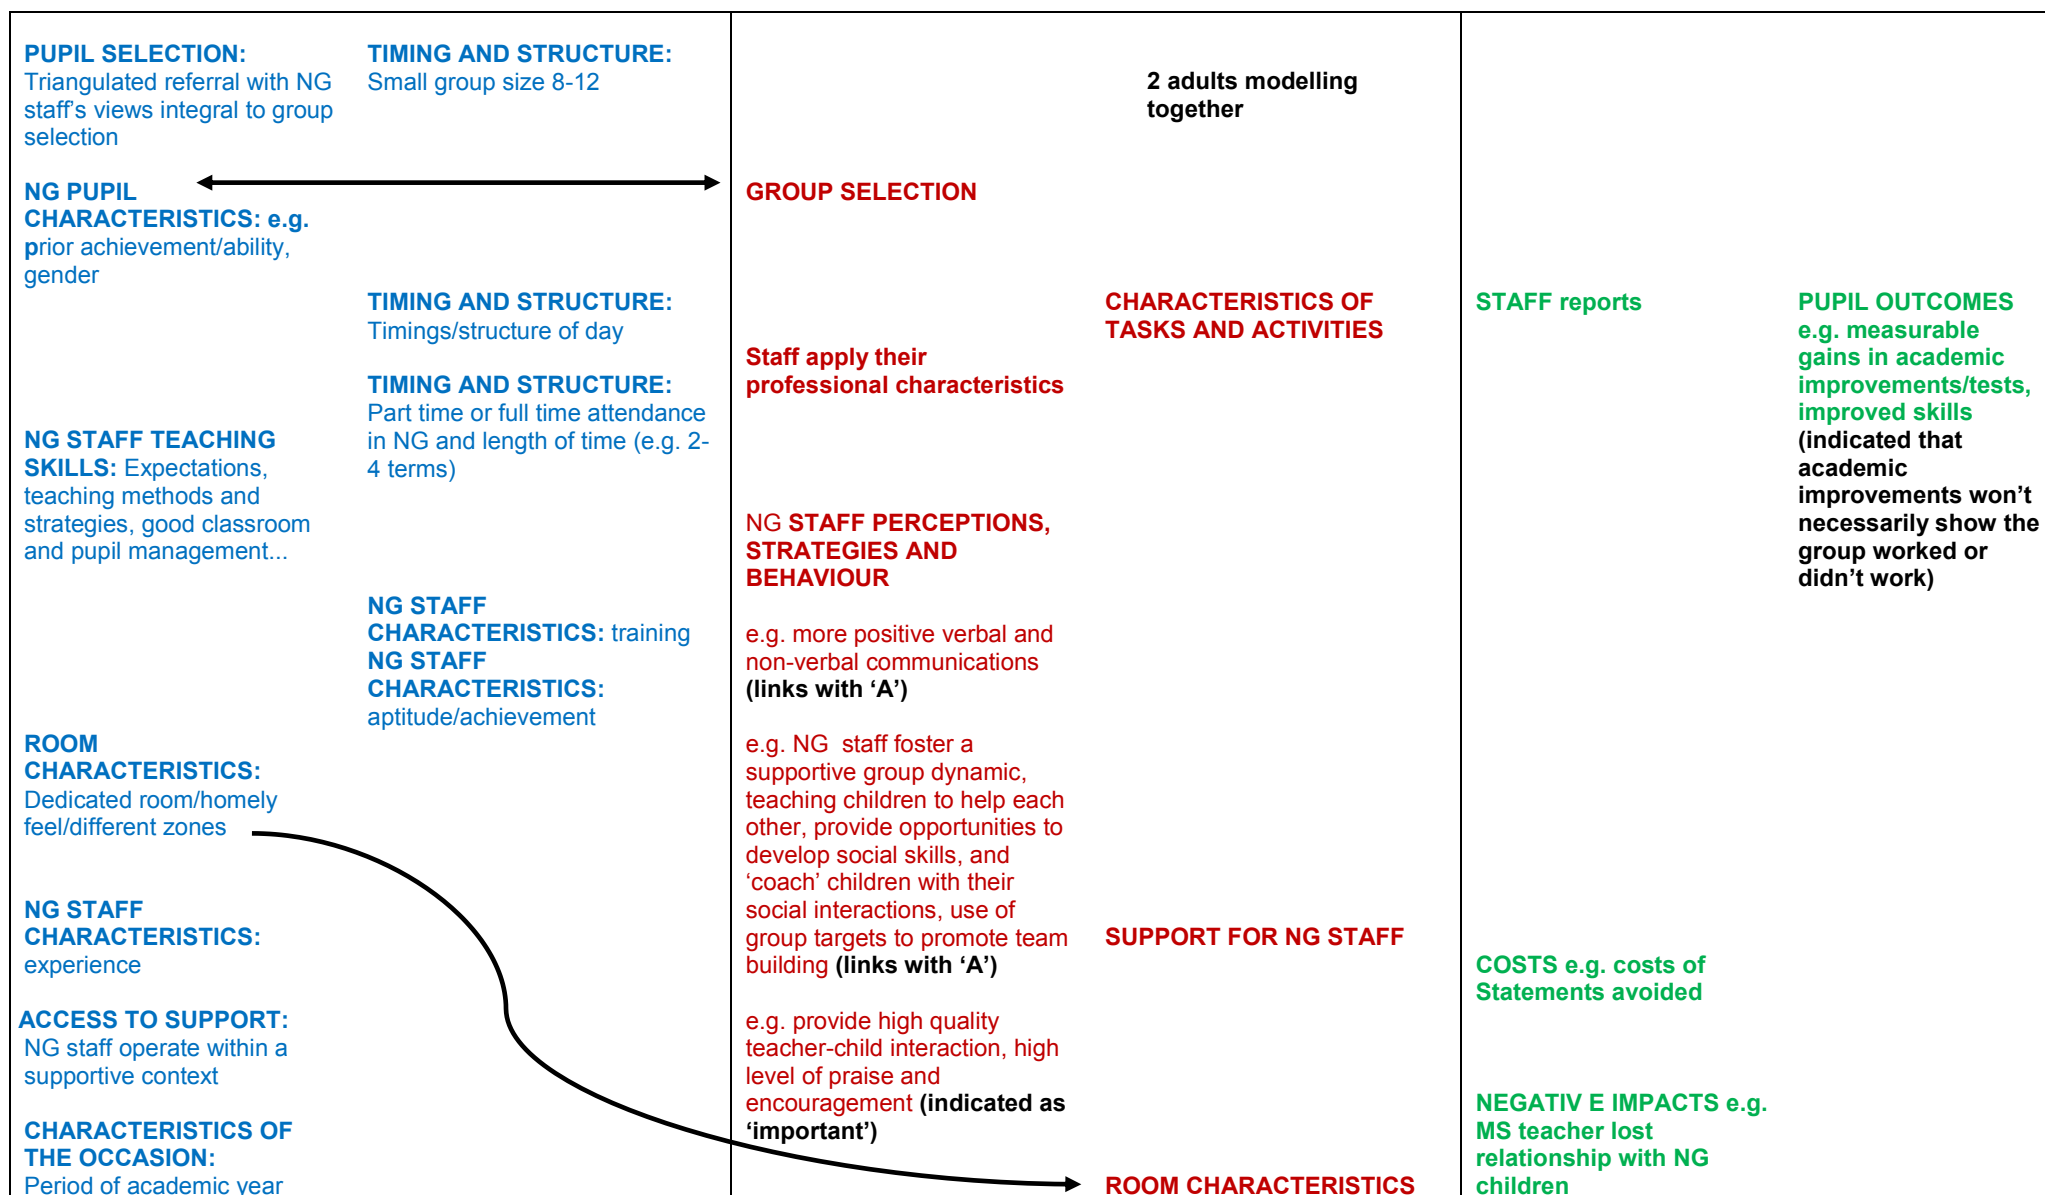 PUPIL SELECTION:
Triangulated referral with NG
staff’s views integral to group
selection
NG PUPIL
CHARACTERISTICS: e.g.
prior achievement/ability,
gender
NG STAFF TEACHING
SKILLS: Expectations,
teaching methods and
strategies, good classroom
and pupil management...
ROOM
CHARACTERISTICS:
Dedicated room/homely
feel/different zones
NG STAFF
CHARACTERISTICS:
experience
ACCESS TO SUPPORT:
NG staff operate within a
supportive context
CHARACTERISTICS OF
THE OCCASION:
Period of academic year
TIMING AND STRUCTURE:
Small group size 8-12
TIMING AND STRUCTURE:
Timings/structure of day
TIMING AND STRUCTURE:
Part time or full time attendance
in NG and length of time (e.g. 2-
4 terms)
NG STAFF
CHARACTERISTICS: training
NG STAFF
CHARACTERISTICS:
aptitude/achievement
GROUP SELECTION
Staff apply their
professional characteristics
NG STAFF PERCEPTIONS,
STRATEGIES AND
BEHAVIOUR
e.g. more positive verbal and
non-verbal communications
(links with ‘A’)
e.g. NG staff foster a
supportive group dynamic,
teaching children to help each
other, provide opportunities to
develop social skills, and
‘coach’ children with their
social interactions, use of
group targets to promote team
building (links with ‘A’)
e.g. provide high quality
teacher-child interaction, high
level of praise and
encouragement (indicated as
‘important’)
2 adults modelling
together
CHARACTERISTICS OF
TASKS AND ACTIVITIES
SUPPORT FOR NG STAFF
ROOM CHARACTERISTICS
STAFF reports
COSTS e.g. costs of
Statements avoided
NEGATIV E IMPACTS e.g.
MS teacher lost
relationship with NG
children
PUPIL OUTCOMES
e.g. measurable
gains in academic
improvements/tests,
improved skills
(indicated that
academic
improvements won’t
necessarily show the
group worked or
didn’t work)